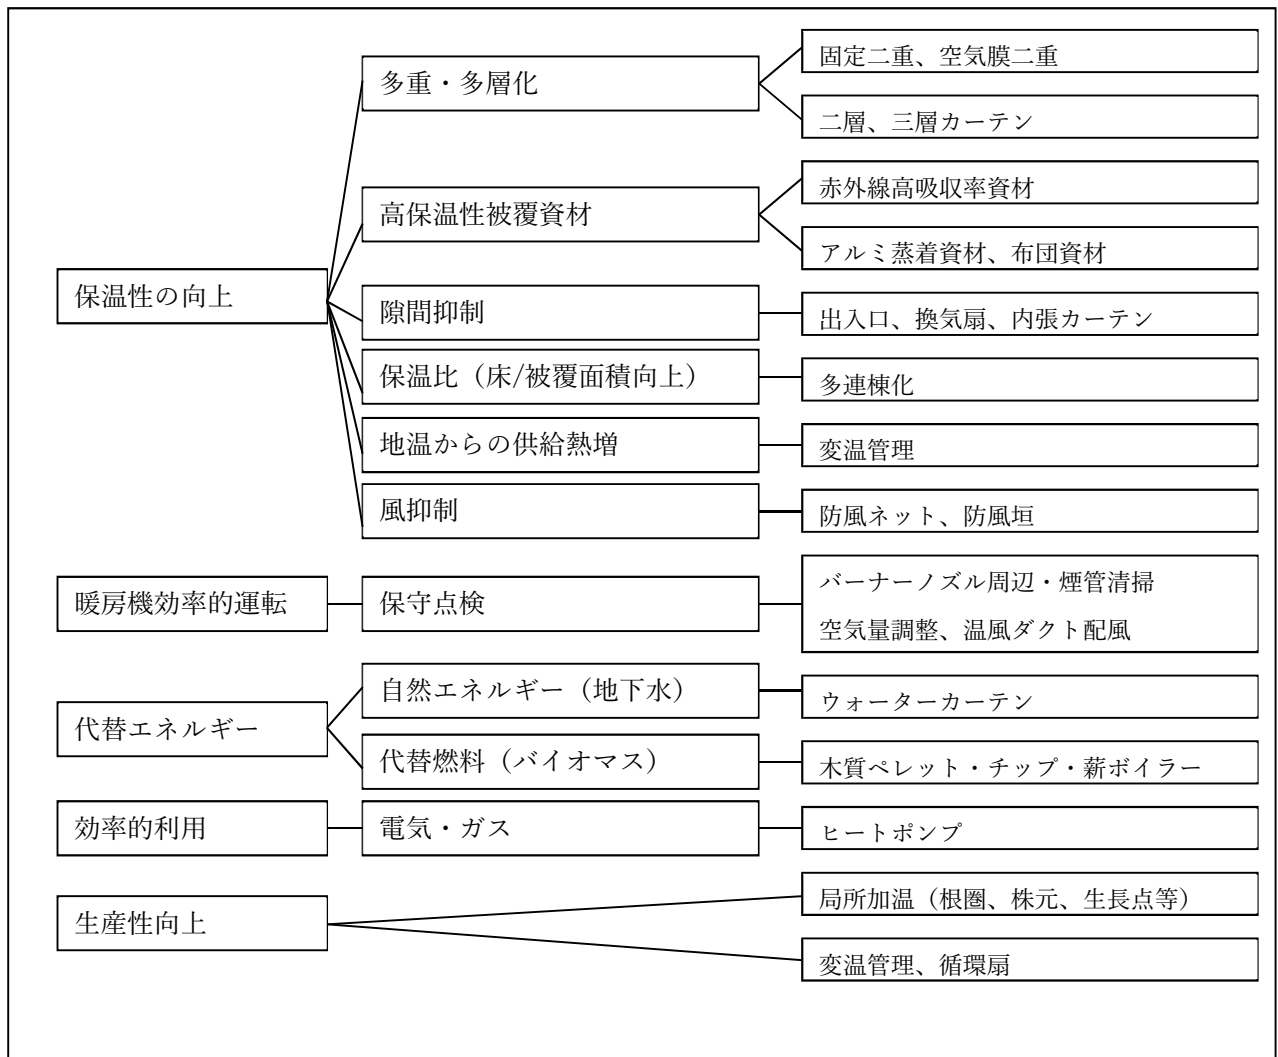 保温性の向上
多重・多層化
固定二重、空気膜二重
二層、三層カーテン
高保温性被覆資材
赤外線高吸収率資材
アルミ蒸着資材、布団資材
隙間抑制
出入口、換気扇、内張カーテン
保温比（床/被覆面積向上）
多連棟化
地温からの供給熱増
変温管理
風抑制
防風ネット、防風垣
暖房機効率的運転
保守点検
バーナーノズル周辺・煙管清掃
空気量調整、温風ダクト配風
代替エネルギー
自然エネルギー（地下水）
ウォーターカーテン
代替燃料（バイオマス）
木質ペレット・チップ・薪ボイラー
効率的利用
電気・ガス
ヒートポンプ
生産性向上
局所加温（根圏、株元、生長点等）
変温管理、循環扇